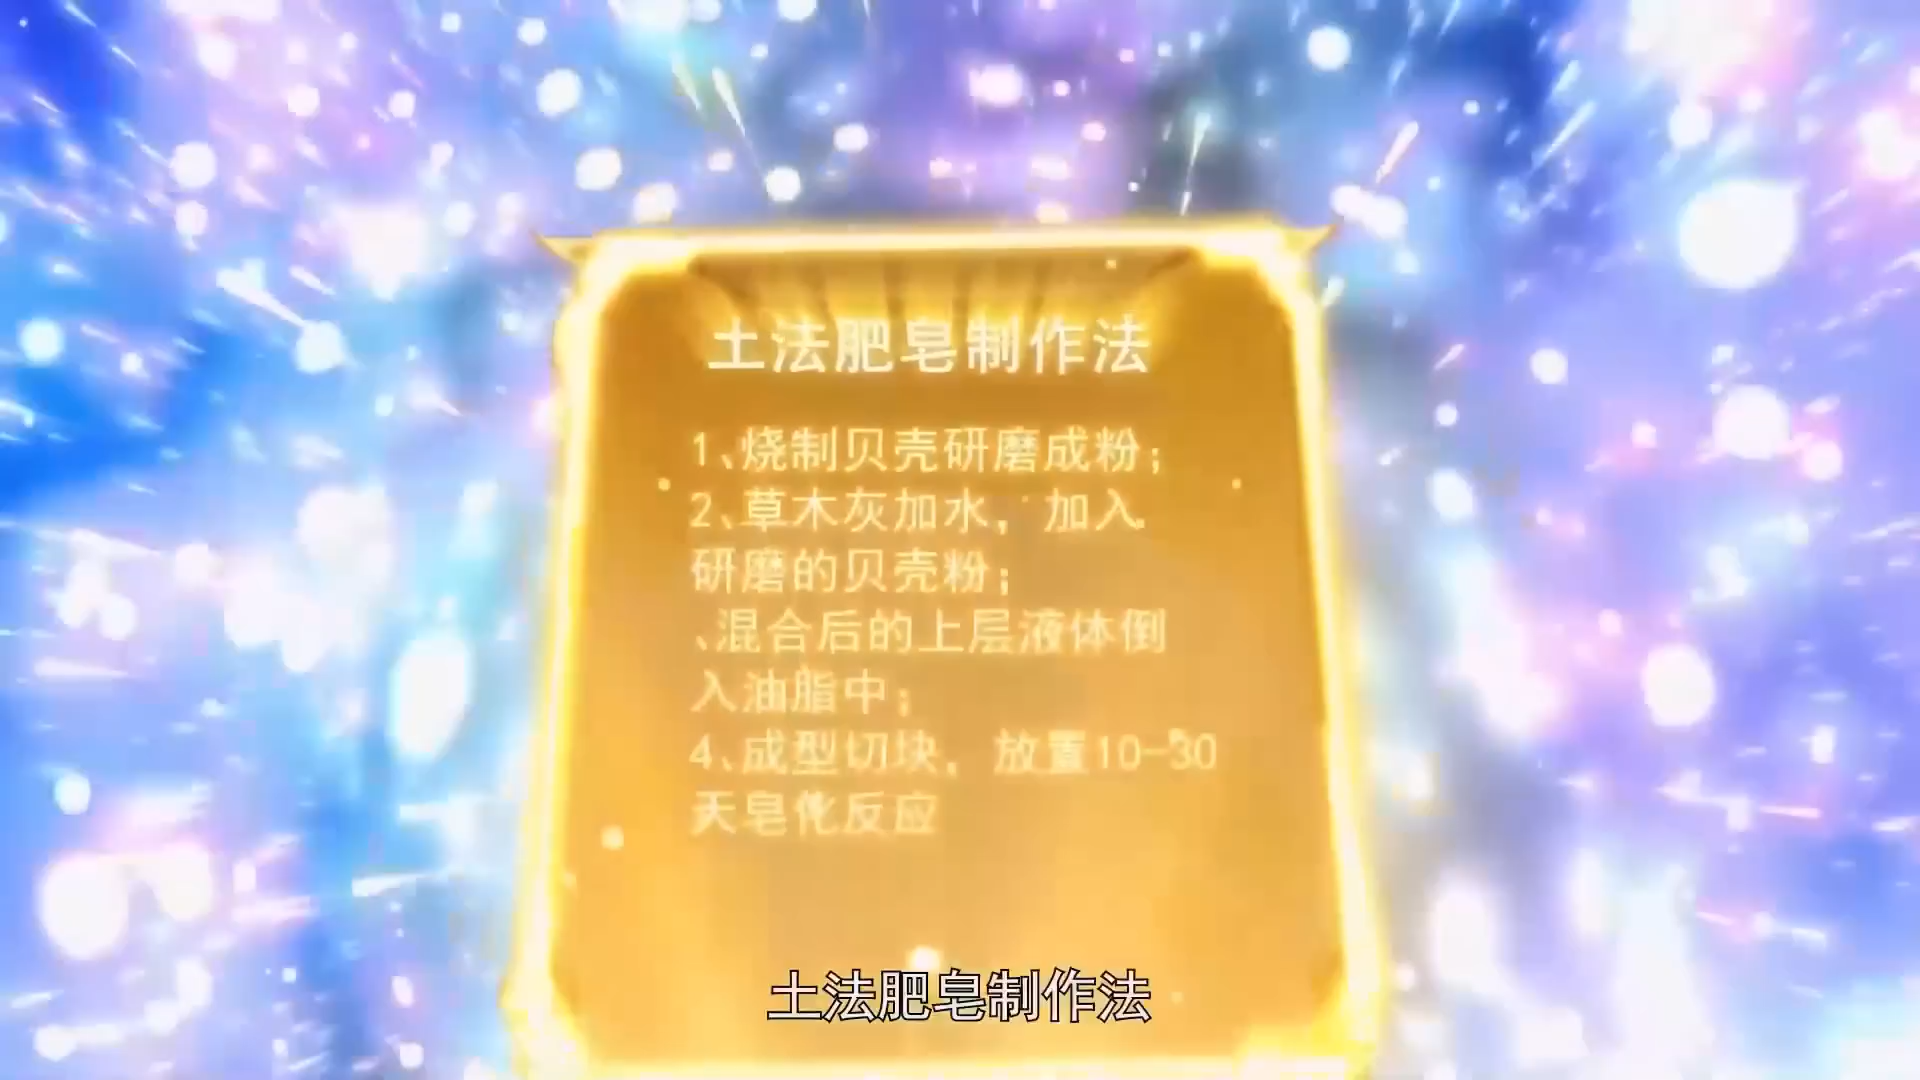 土法肥皂制作法
1、烧制贝壳研磨成粉；
2、草木灰加水，加入
研磨的贝壳粉；
、混合后的上层液体倒
入油脂中；
4、成型切块，放置10-30
天皂化反应
土法肥皂制作法